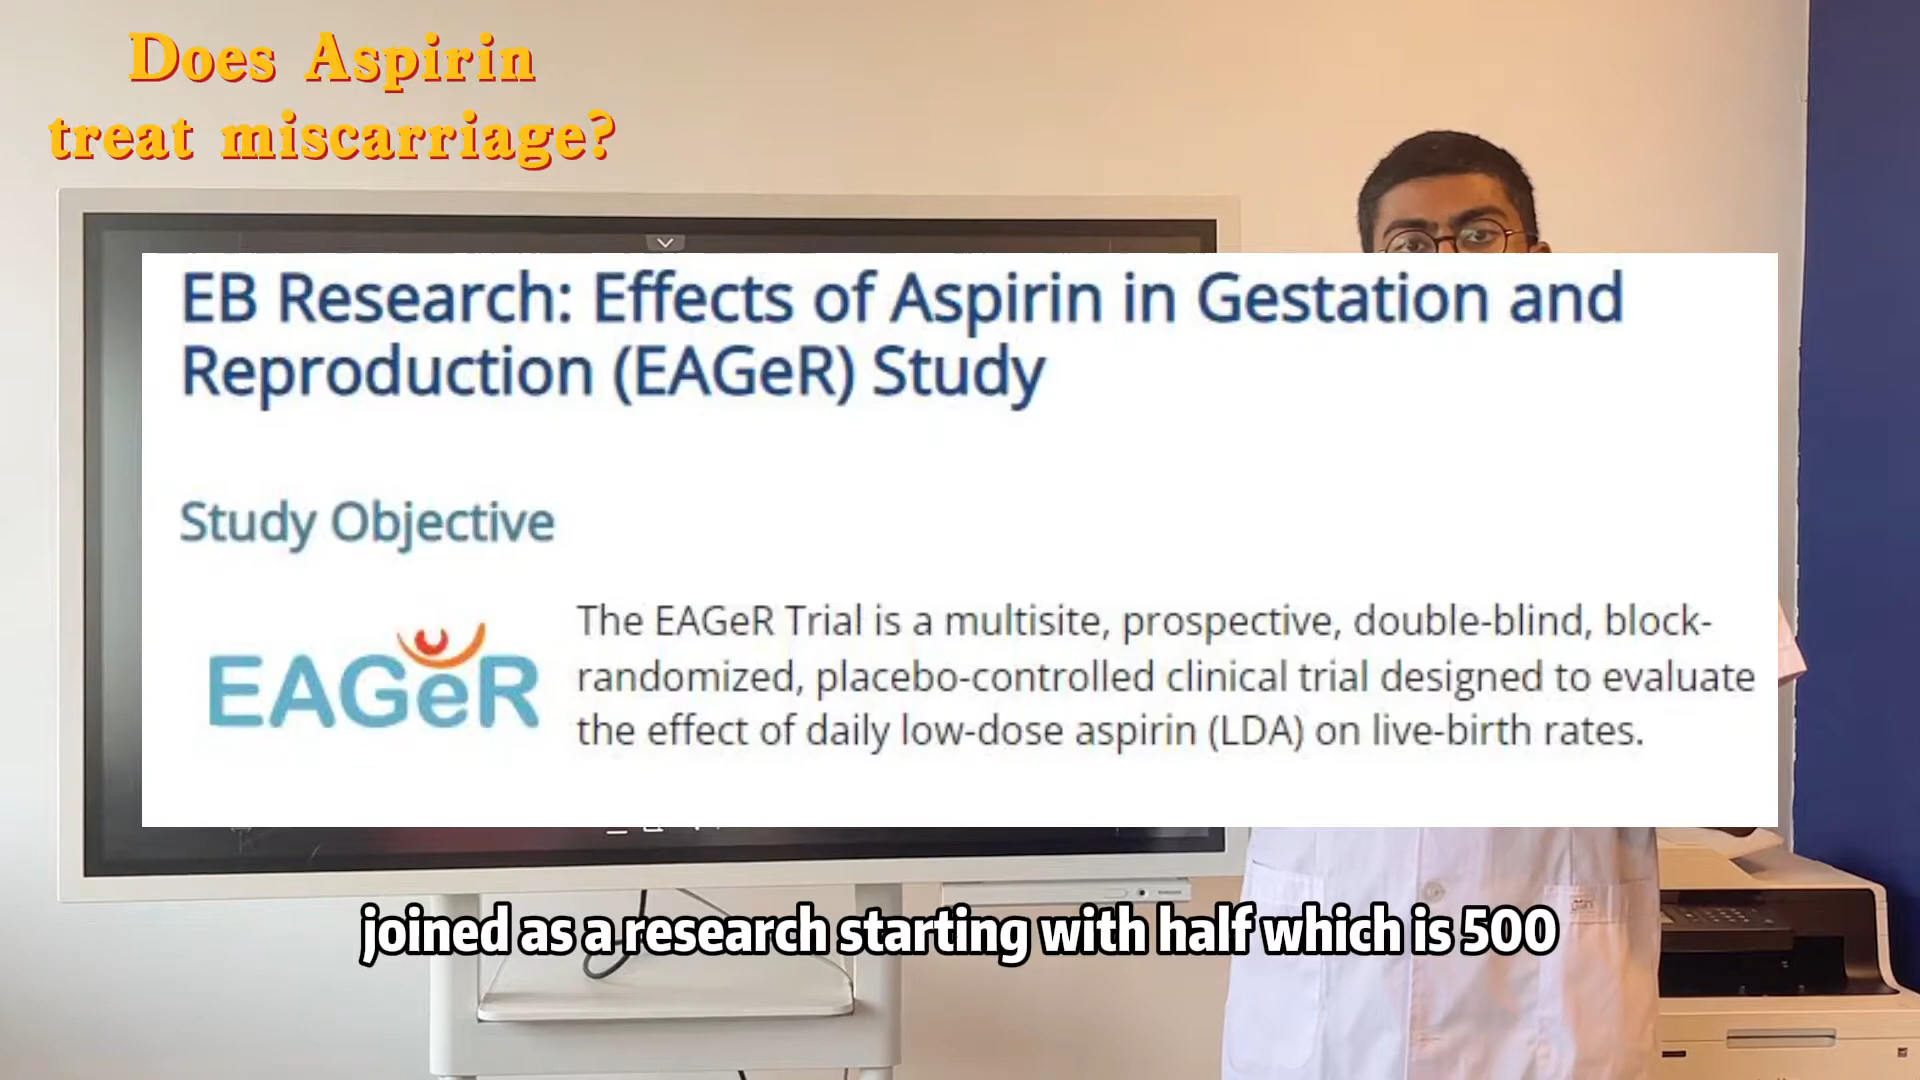 Does Aspirin
treat miscarriage?
EB Research: Effects of Aspirin in Gestation and
Reproduction (EAGeR) Study
Study Objective
EAGeR
The EAGeR Trial is a multisite, prospective, double-blind, block-
randomized, placebo-controlled clinical trial designed to evaluate
the effect of daily low-dose aspirin (LDA) on live-birth rates.
joined as a research starting with half which is 500